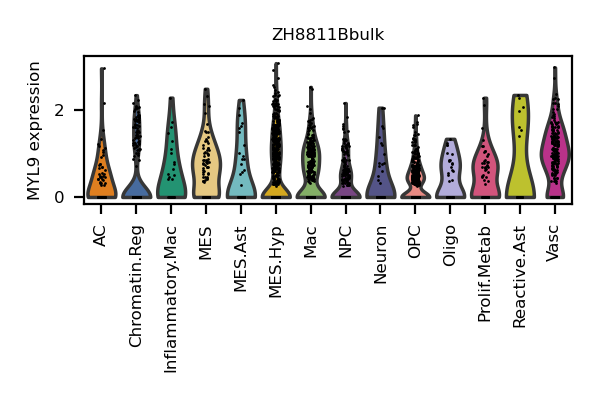 ZH8811Bbulk
MYL9 expression
2
0
AC
Chromatin.Reg
Inflammatory.Mac
MES
MES.Ast
MES.Hyp
Mac
NPC
Neuron
OPC
Oligo
Prolif.Metab
Reactive.Ast
Vasc